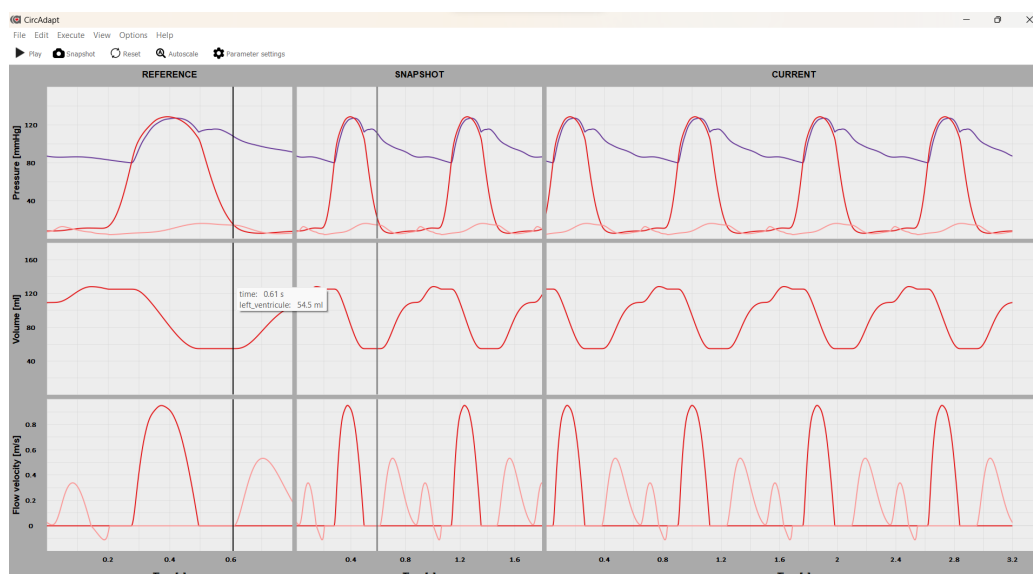 CircAdapt
File Edit Execute View Options Help
Play Snapshot Reset Autoscale Parameter settings
REFERENCE SNAPSHOT CURRENT
Pressure [mmHg]
120
80
40
Volume [ml]
160
120
80
40
time: 0.61 s
left_ventricule: 54.5 ml
Flow velocity [m/s]
0.8
0.6
0.4
0.2
0
0.2 0.4 0.6 0.4 0.8 1.2 1.6 0.4 0.8 1.2 1.6 2 2.4 2.8 3.2